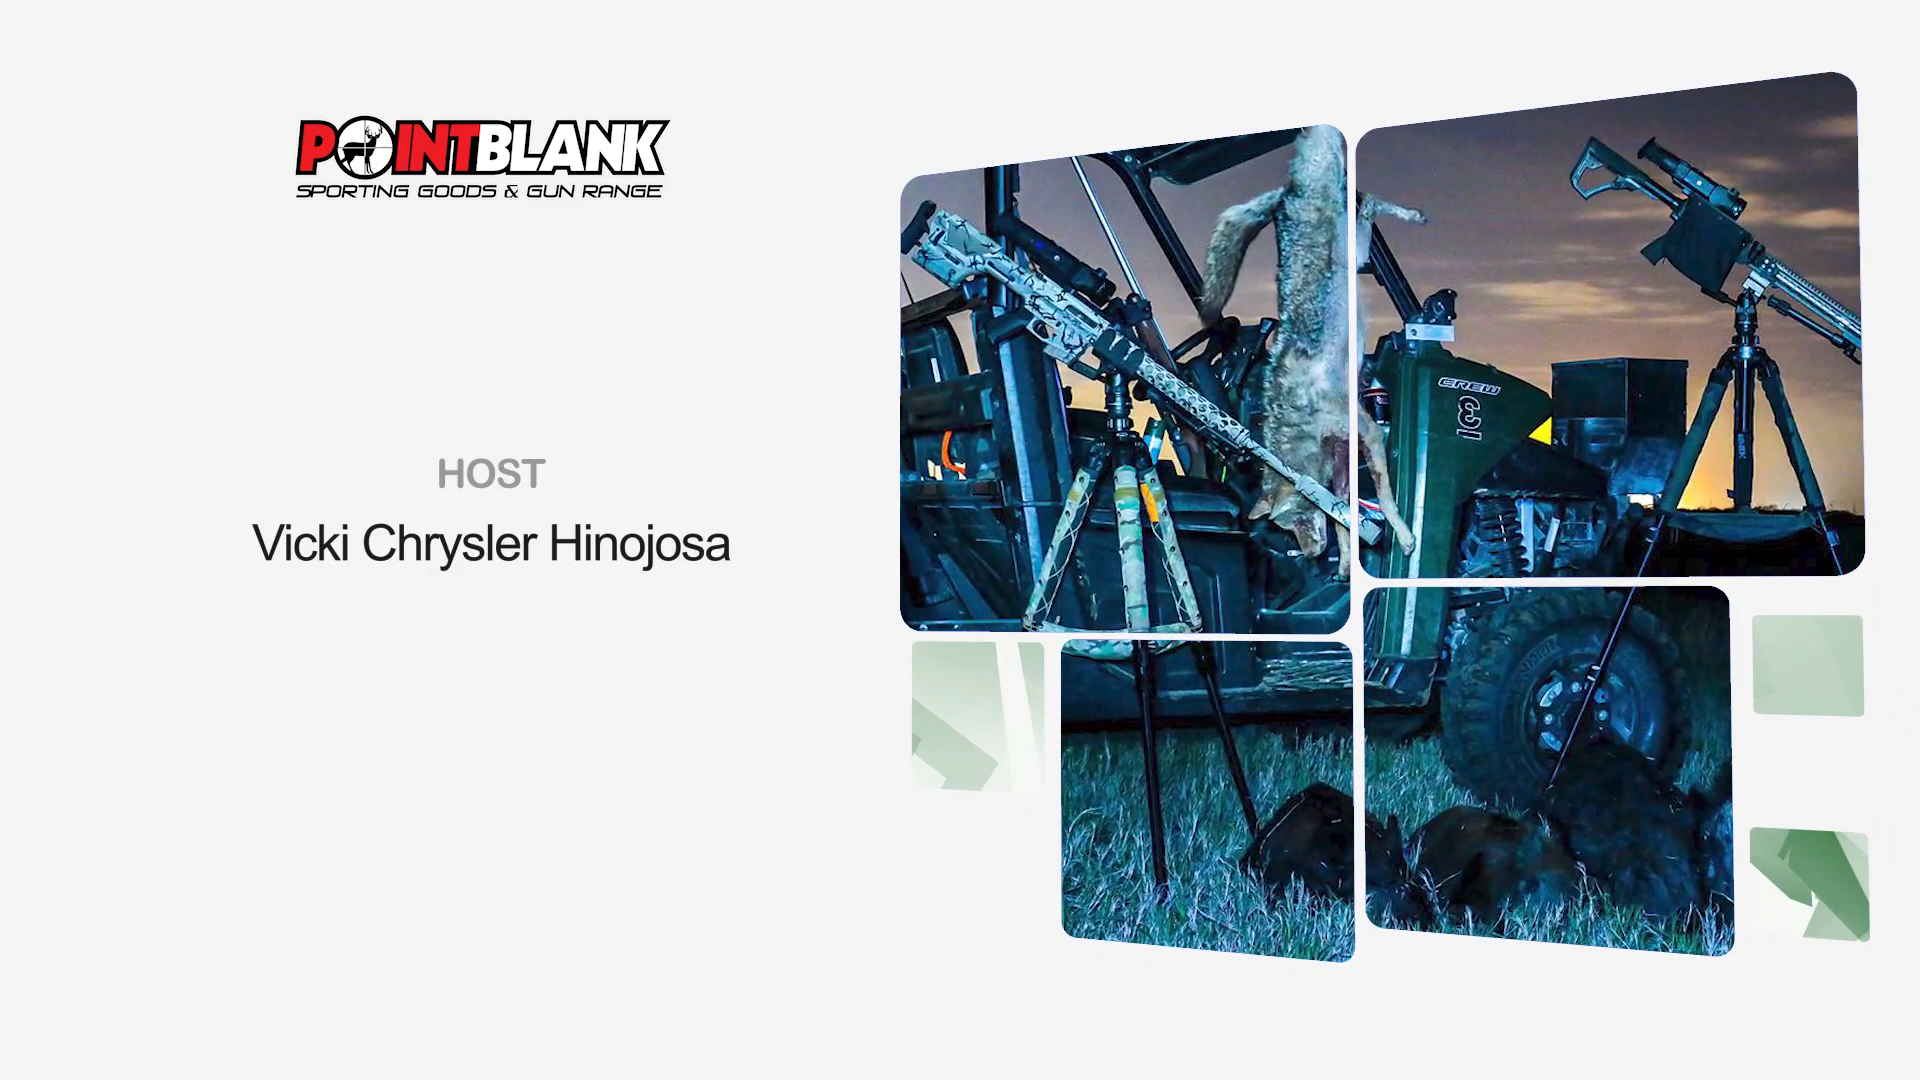 POINTBLANK
SPORTING GOODS & GUN RANGE
HOST
Vicki Chrysler Hinojosa
CREW